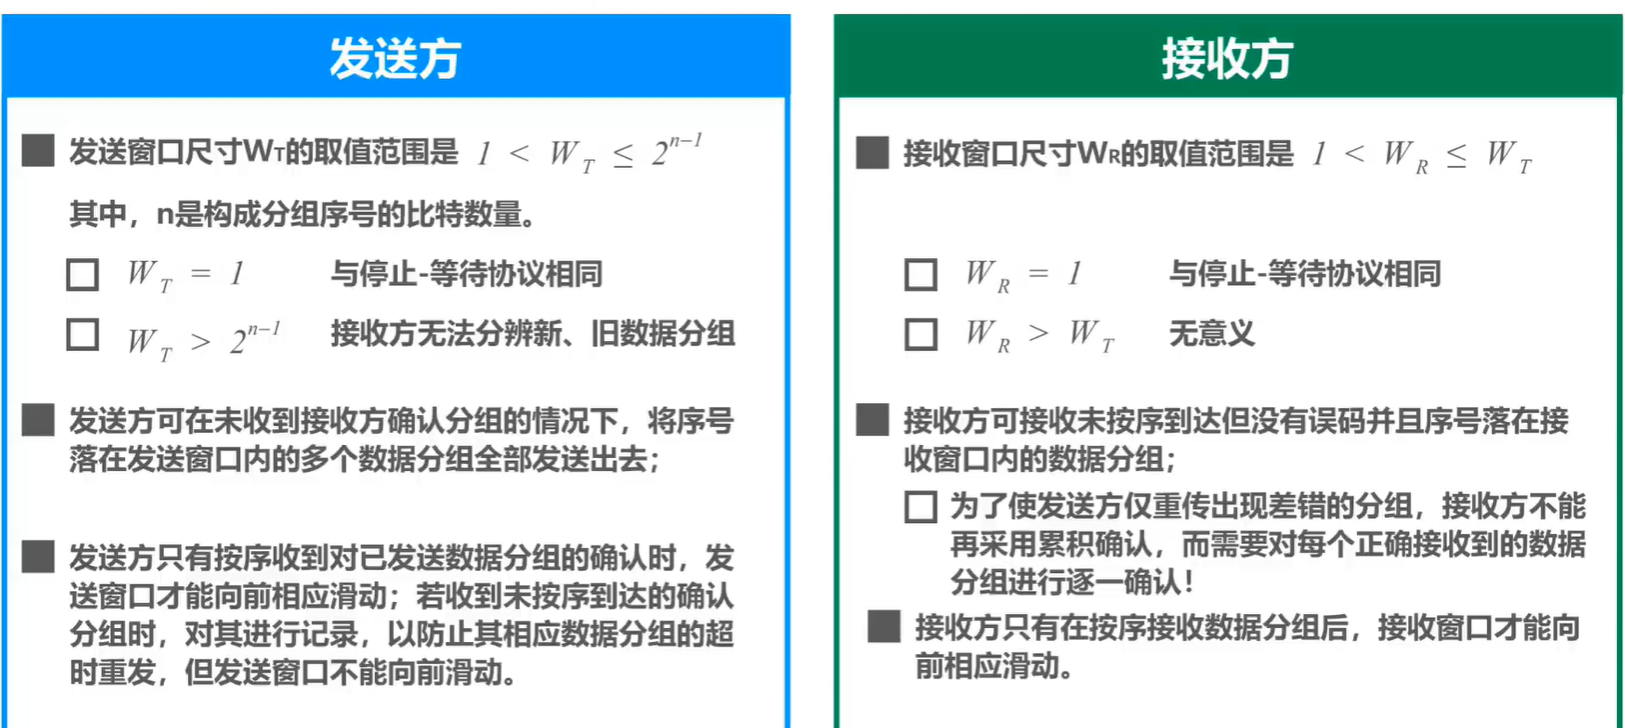 发送方
■ 发送窗口尺寸WT的取值范围是 1 < W_T ≤ 2^{n-1}
其中，n是构成分组序号的比特数量。
□ W_T = 1 与停止-等待协议相同
□ W_T > 2^{n-1} 接收方无法分辨新、旧数据分组
■ 发送方可在未收到接收方确认分组的情况下，将序号
落在发送窗口内的多个数据分组全部发送出去；
■ 发送方只有按序收到对已发送数据分组的确认时，发
送窗口才能向前相应滑动；若收到未按序到达的确认
分组时，对其进行记录，以防止其相应数据分组的超
时重发，但发送窗口不能向前滑动。
接收方
■ 接收窗口尺寸WR的取值范围是 1 < W_R ≤ W_T
□ W_R = 1 与停止-等待协议相同
□ W_R > W_T 无意义
■ 接收方可接收未按序到达但没有误码并且序号落在接
收窗口内的数据分组；
□ 为了使发送方仅重传出现差错的分组，接收方不能
再采用累积确认，而需要对每个正确接收到的数据
分组进行逐一确认！
■ 接收方只有在按序接收数据分组后，接收窗口才能向
前相应滑动。